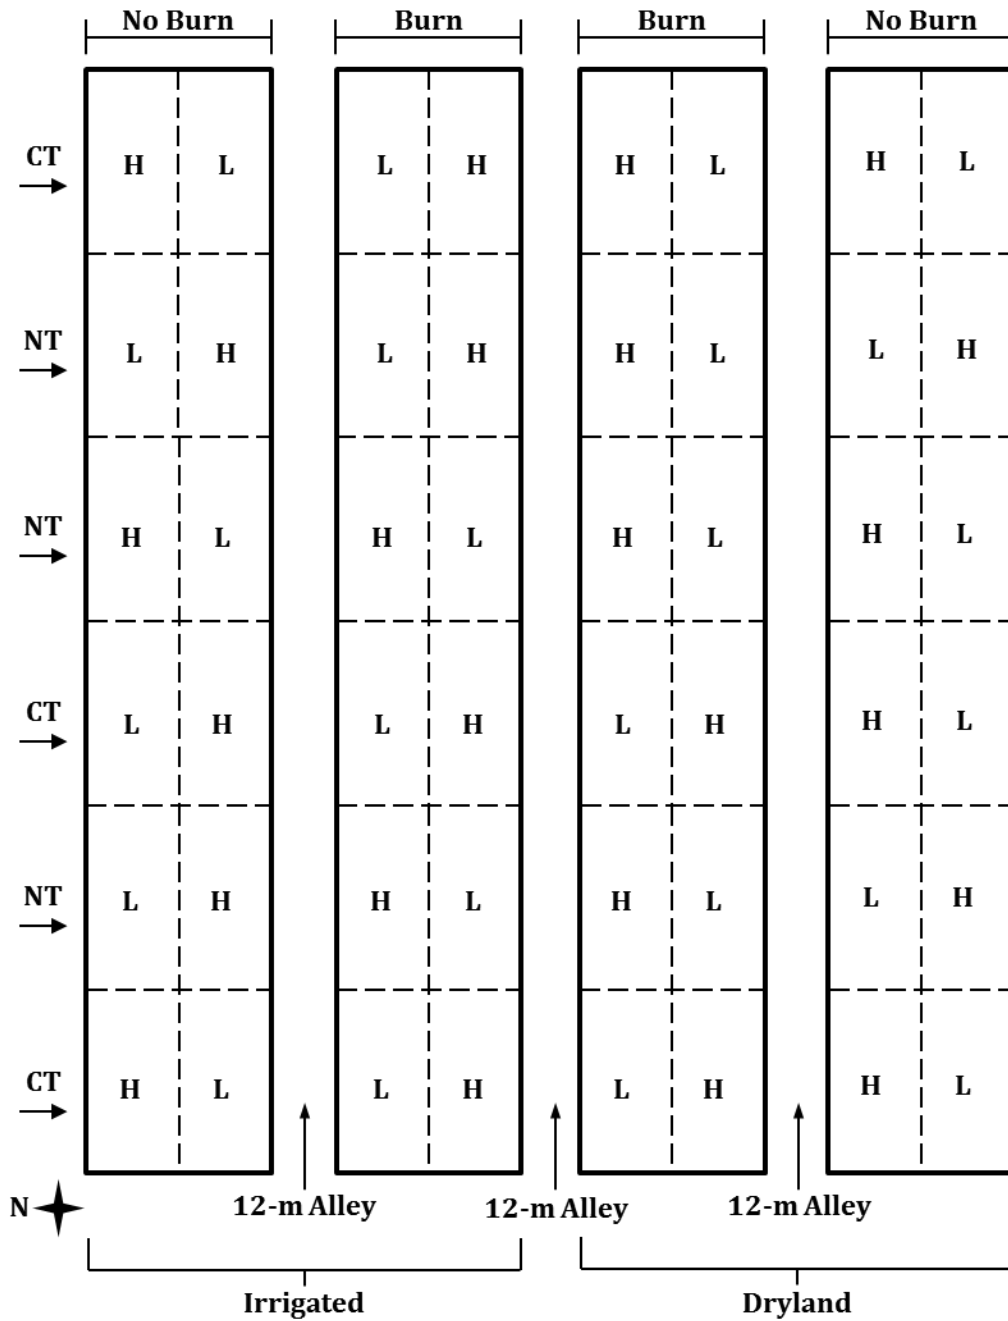 No Burn Burn Burn No Burn
CT H L L H H L H L
NT L H L H H L L H
NT H L H L H L H L
CT L H L H L H H L
NT L H H L H L L H
CT H L L H L H H L
N 12-m Alley 12-m Alley 12-m Alley
Irrigated Dryland